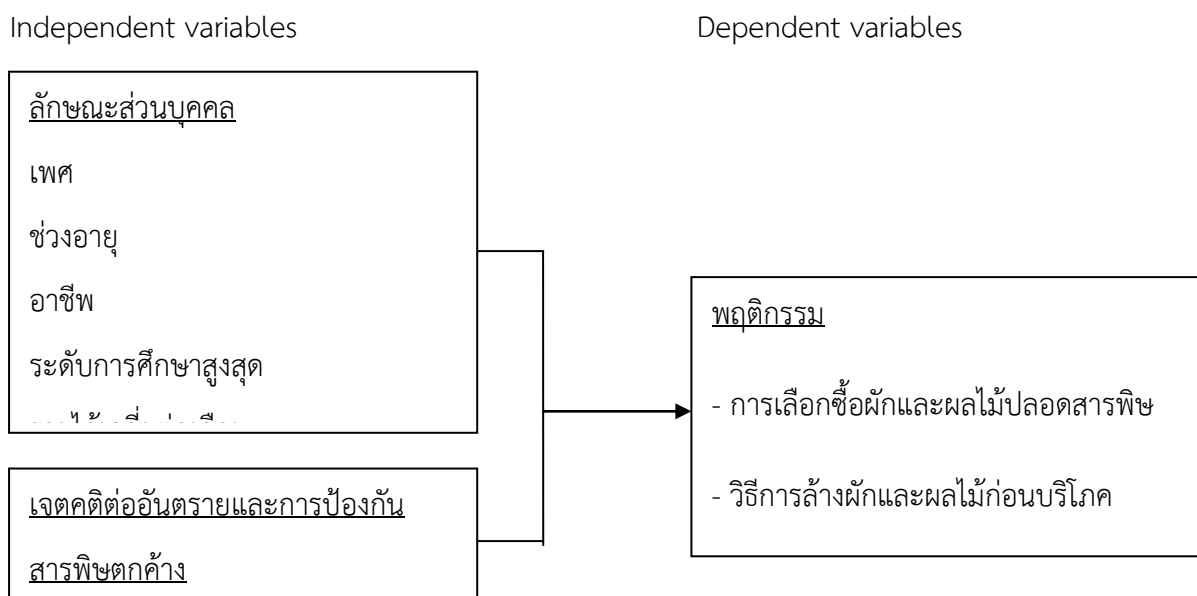 Independent variables
Dependent variables
ลักษณะส่วนบุคคล
เพศ
ช่วงอายุ
อาชีพ
ระดับการศึกษาสูงสุด
เจตคติต่ออันตรายและการป้องกัน
สารพิษตกค้าง
พฤติกรรม
- การเลือกซื้อผักและผลไม้ปลอดสารพิษ
- วิธีการล้างผักและผลไม้ก่อนบริโภค